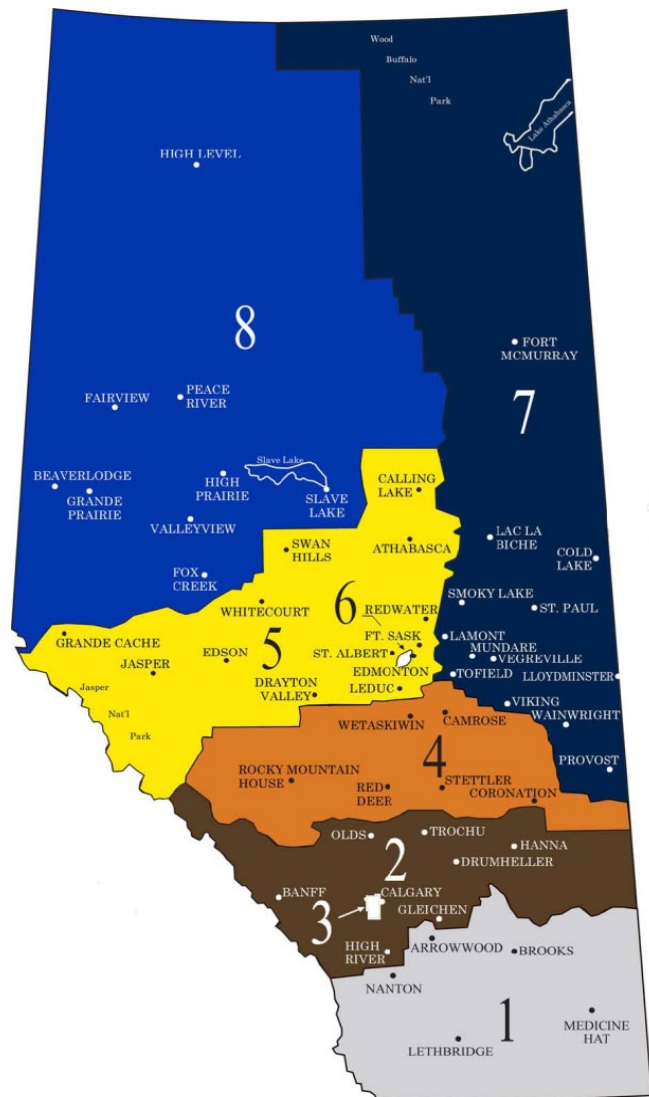 Wood
Buffalo
Nat'l
Park
Lake Athabasca
HIGH LEVEL
8
FORT
MCMURRAY
7
PEACE
RIVER
FAIRVIEW
BEAVERLODGE
GRANDE
PRAIRIE
HIGH
PRAIRIE
Slave Lake
SLAVE
LAKE
VALLEYVIEW
CALLING
LAKE
SWAN
HILLS
ATHABASCA
LAC LA
BICHE
COLD
LAKE
FOX
CREEK
WHITECOURT
6
REDWATER
SMOKY LAKE
ST. PAUL
GRANDE CACHE
JASPER
EDSON
5
FT. SASK
ST. ALBERT
EDMONTON
LEDUC
LAMONT
MUNDARE
VEGREVILLE
TOFIELD
LLOYDMINSTER
DRAYTON
VALLEY
Jasper
Nat'l
Park
VIKING
WAINWRIGHT
WETASKIWIN
CAMROSE
4
PROVOST
ROCKY MOUNTAIN
HOUSE
RED
DEER
STETTLER
CORONATION
OLDS
TROCHU
HANNA
2
DRUMHELLER
BANFF
CALGARY
3
GLEICHEN
HIGH
RIVER
ARROWWOOD
BROOKS
NANTON
1
MEDICINE
HAT
LETHBRIDGE